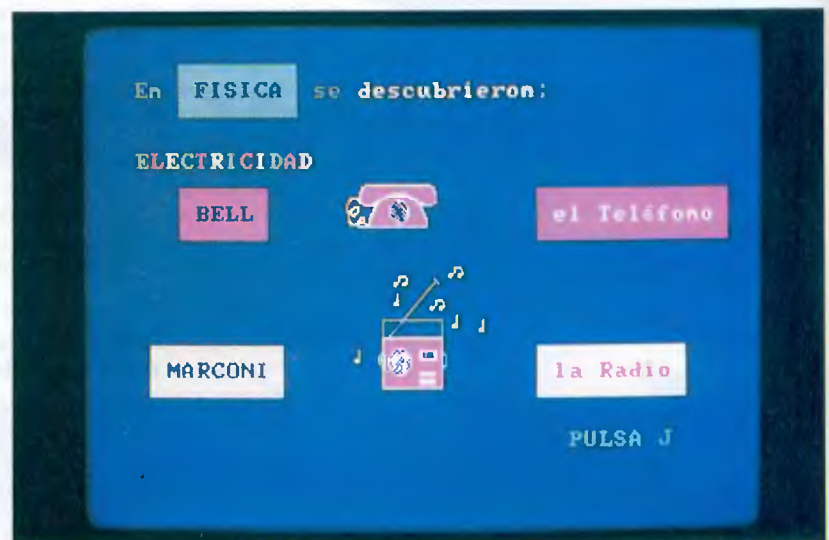 En FISICA se descubrieron:
ELECTRICIDAD
BELL
el Teléfono
MARCONI
la Radio
PULSA J